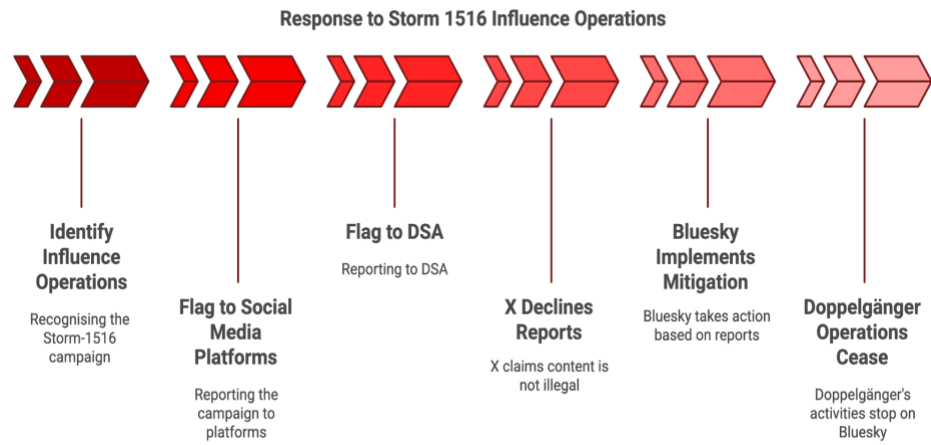 Response to Storm 1516 Influence Operations
Identify
Influence
Operations
Recognising the
Storm-1516
campaign
Flag to Social
Media
Platforms
Reporting the
campaign to
platforms
Flag to DSA
Reporting to DSA
X Declines
Reports
X claims content is
not illegal
Bluesky
Implements
Mitigation
Bluesky takes action
based on reports
Doppelgänger
Operations
Cease
Doppelgänger's
activities stop on
Bluesky